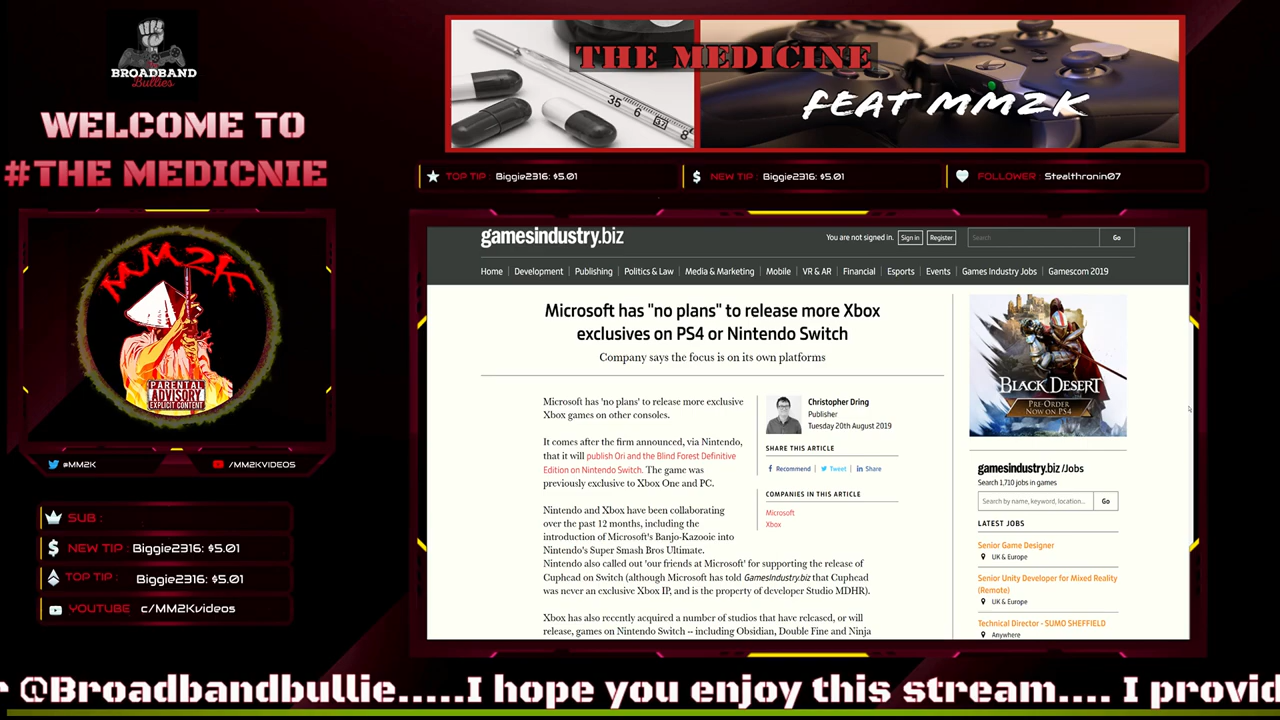 BROADBAND
Bullies
WELCOME TO
#THE MEDICNIE
MM2K
PARENTAL
ADVISORY
EXPLICIT CONTENT
@MM2K
/MM2KVIDEOS
SUB :
NEW TIP : Biggie2316: $5.01
TOP TIP : Biggie2316: $5.01
YOUTUBE c/MM2Kvideos
THE MEDICINE
FEAT MM2K
35 6 37 8
TOP TIP : Biggie2316: $5.01
NEW TIP : Biggie2316: $5.01
FOLLOWER : Stealthronin07
gamesindustry.biz
You are not signed in. Sign in Register Search Go
Home Development Publishing Politics & Law Media & Marketing Mobile VR & AR Financial Esports Events Games Industry Jobs Gamescom 2019
Microsoft has "no plans" to release more Xbox
exclusives on PS4 or Nintendo Switch
Company says the focus is on its own platforms
Microsoft has 'no plans' to release more exclusive
Xbox games on other consoles.
It comes after the firm announced, via Nintendo,
that it will publish Ori and the Blind Forest Definitive
Edition on Nintendo Switch. The game was
previously exclusive to Xbox One and PC.
Nintendo and Xbox have been collaborating
over the past 12 months, including the
introduction of Microsoft's Banjo-Kazooie into
Nintendo's Super Smash Bros Ultimate.
Nintendo also called out 'our friends at Microsoft' for supporting the release of
Cuphead on Switch (although Microsoft has told GamesIndustry.biz that Cuphead
was never an exclusive Xbox IP, and is the property of developer Studio MDHR).
Xbox has also recently acquired a number of studios that have released, or will
release, games on Nintendo Switch -- including Obsidian, Double Fine and Ninja
Christopher Dring
Publisher
Tuesday 20th August 2019
SHARE THIS ARTICLE
Recommend Tweet Share
COMPANIES IN THIS ARTICLE
Microsoft
Xbox
BLACK DESERT
PRE-ORDER
NOW ON PS4
gamesindustry.biz /Jobs
Search 1,710 jobs in games
Search by name, keyword, location... Go
LATEST JOBS
Senior Game Designer
UK & Europe
Senior Unity Developer for Mixed Reality
(Remote)
UK & Europe
Technical Director - SUMO SHEFFIELD
Anywhere
r @Broadbandbullie.....I hope you enjoy this stream.... I provid